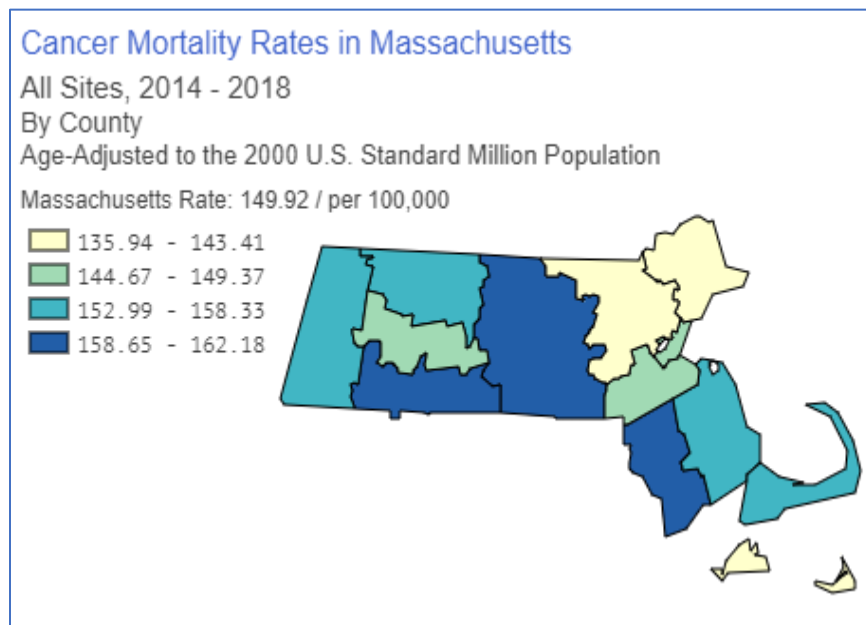 Cancer Mortality Rates in Massachusetts
All Sites, 2014 - 2018
By County
Age-Adjusted to the 2000 U.S. Standard Million Population
Massachusetts Rate: 149.92 / per 100,000
135.94 - 143.41
144.67 - 149.37
152.99 - 158.33
158.65 - 162.18